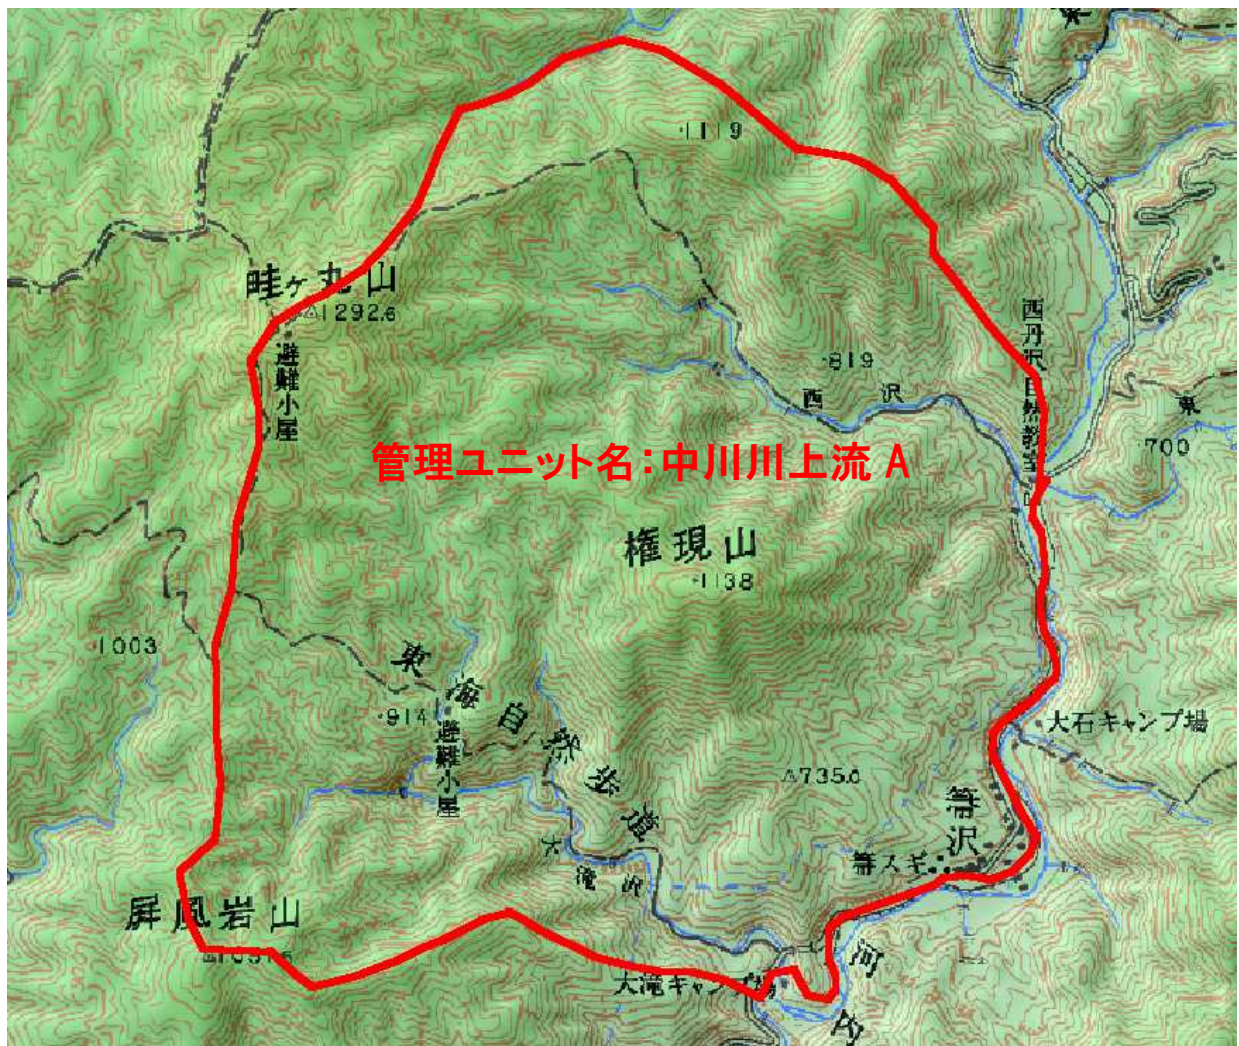 東
1119
畦ヶ丸山
1292.6
避難小屋
819
西沢
西丹沢自然教室
東
700
管理ユニット名:中川川上流 A
権現山
1138
1003
東海自然歩道
914
避難小屋
大石キャンプ場
735.6
箒沢
箒スギ
大滝沢
屏風岩山
大滝キャンプ場
河内